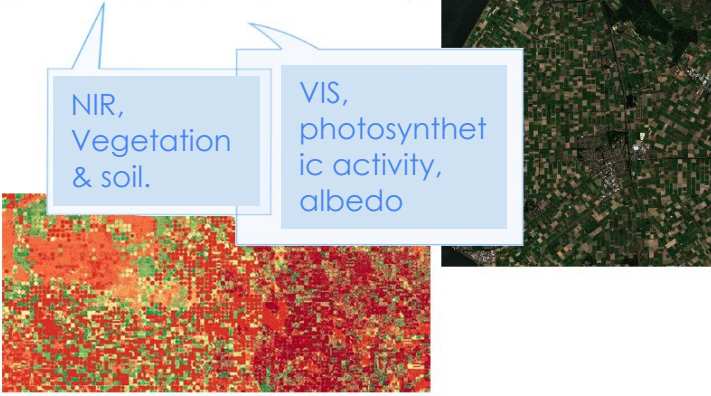 NIR,
Vegetation
& soil.
VIS,
photosynthet
ic activity,
albedo